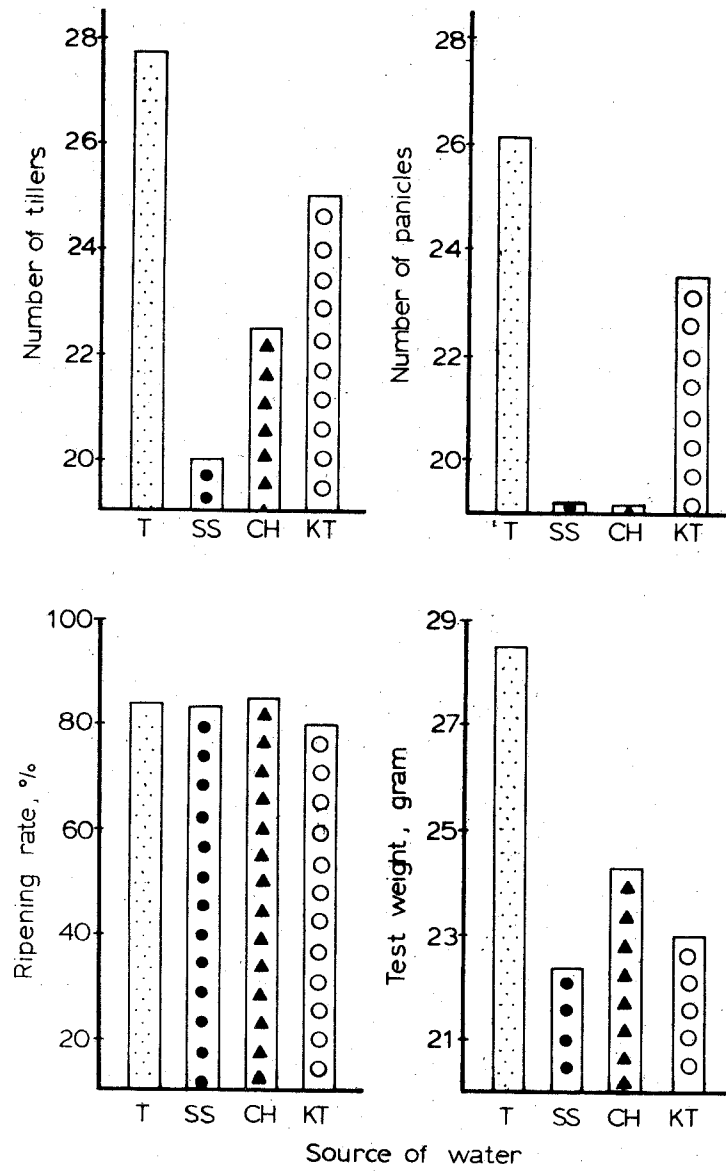 Number of tillers
28
26
24
22
20
T SS CH KT
Number of panicles
28
26
24
22
20
T SS CH KT
Ripening rate, %
100
80
60
40
20
T SS CH KT
Test weight, gram
29
27
25
23
21
T SS CH KT
Source of water